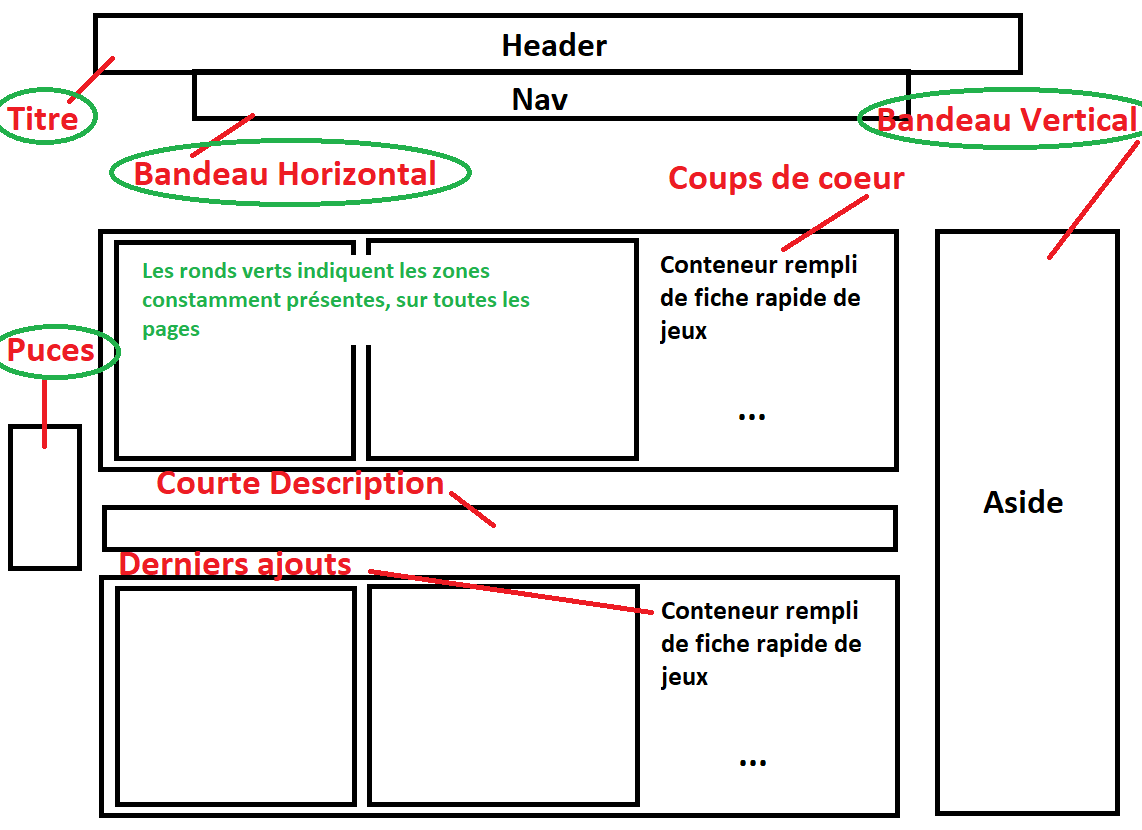 Header
Nav
Titre
Bandeau Vertical
Bandeau Horizontal
Coups de coeur
Les ronds verts indiquent les zones
constamment présentes, sur toutes les
pages
Conteneur rempli
de fiche rapide de
jeux
...
Puces
Aside
Courte Description
Derniers ajouts
Conteneur rempli
de fiche rapide de
jeux
...